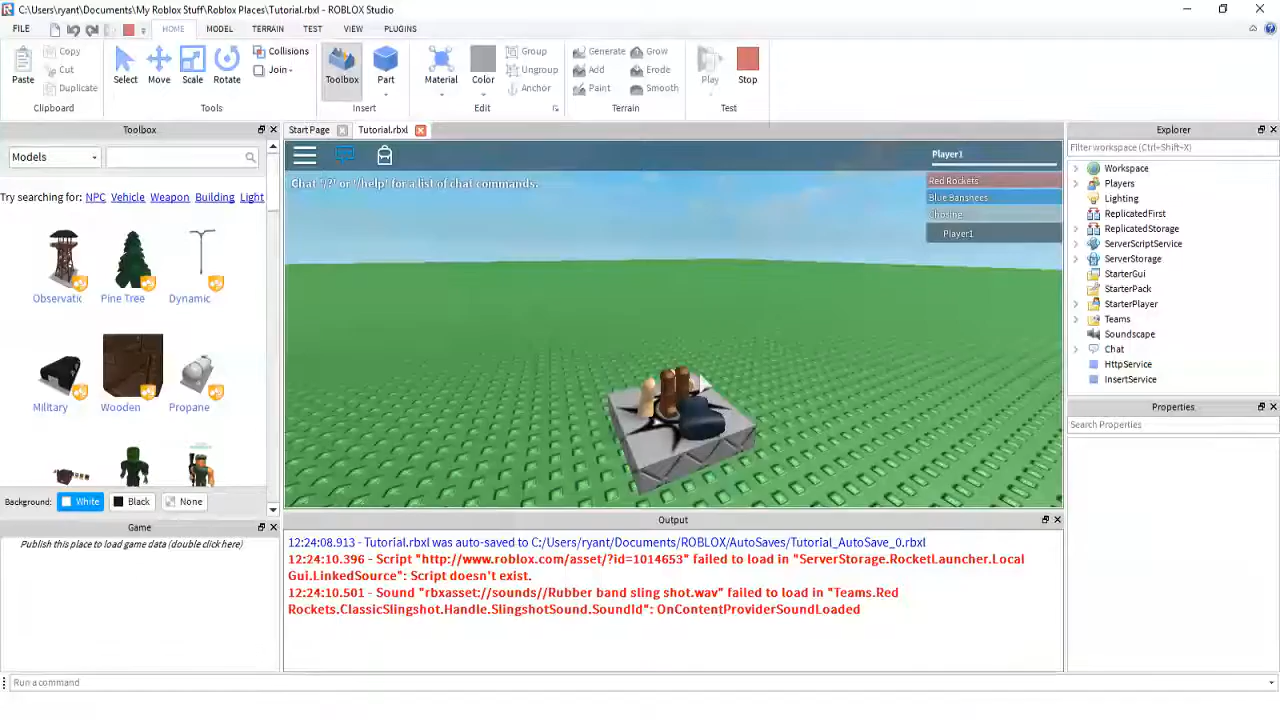 C:\Users\ryant\Documents\My Roblox Stuff\Roblox Places\Tutorial.rbxl - ROBLOX Studio
FILE HOME MODEL TERRAIN TEST VIEW PLUGINS
Paste
Copy
Cut
Duplicate
Clipboard
Select Move Scale Rotate
Collisions
Join
Tools
Toolbox Part
Insert
Material Color
Group
Ungroup
Anchor
Edit
Generate Grow
Add Erode
Paint Smooth
Terrain
Play Stop
Test
Toolbox
Models
Try searching for: NPC Vehicle Weapon Building Light
Observatic Pine Tree Dynamic
Military Wooden Propane
Background: White Black None
Game
Publish this place to load game data (double click here)
Start Page Tutorial.rbxl
Chat '/?' or '/help' for a list of chat commands.
Player1
Red Rockets
Blue Banshees
Chosine
Player1
Output
12:24:08.913 - Tutorial.rbxl was auto-saved to C:/Users/ryant/Documents/ROBLOX/AutoSaves/Tutorial_AutoSave_0.rbxl
12:24:10.396 - Script "http://www.roblox.com/asset/?id=1014653" failed to load in "ServerStorage.RocketLauncher.Local
Gui.LinkedSource": Script doesn't exist.
12:24:10.501 - Sound "rbxasset://sounds//Rubber band sling shot.wav" failed to load in "Teams.Red
Rockets.ClassicSlingshot.Handle.SlingshotSound.SoundId": OnContentProviderSoundLoaded
Explorer
Filter workspace (Ctrl+Shift+X)
Workspace
Players
Lighting
ReplicatedFirst
ReplicatedStorage
ServerScriptService
ServerStorage
StarterGui
StarterPack
StarterPlayer
Teams
Soundscape
Chat
HttpService
InsertService
Properties
Search Properties
Run a command